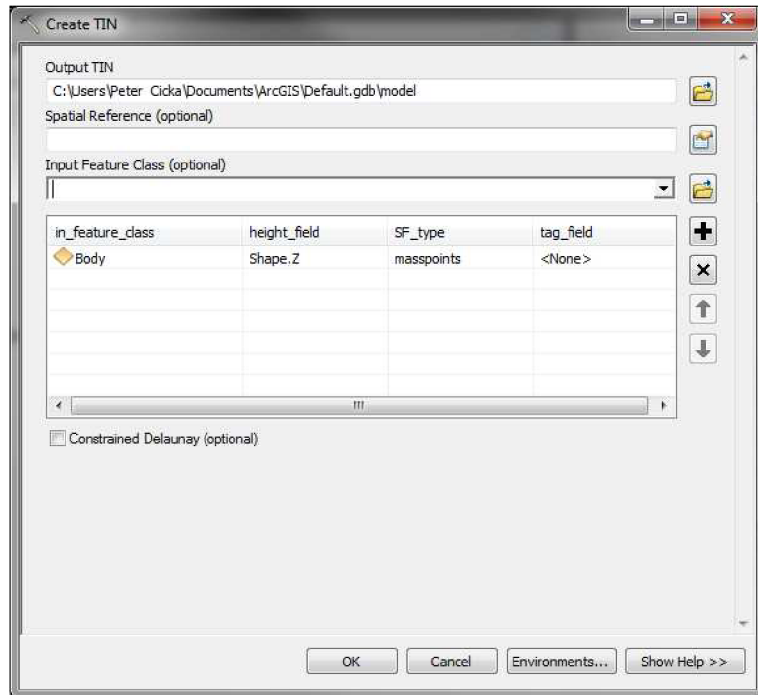 Create TIN
Output TIN
C:\Users\Peter Cicka\Documents\ArcGIS\Default.gdb\model
Spatial Reference (optional)
Input Feature Class (optional)
in_feature_class height_field SF_type tag_field
Body Shape.Z masspoints <None>
Constrained Delaunay (optional)
OK Cancel Environments... Show Help >>